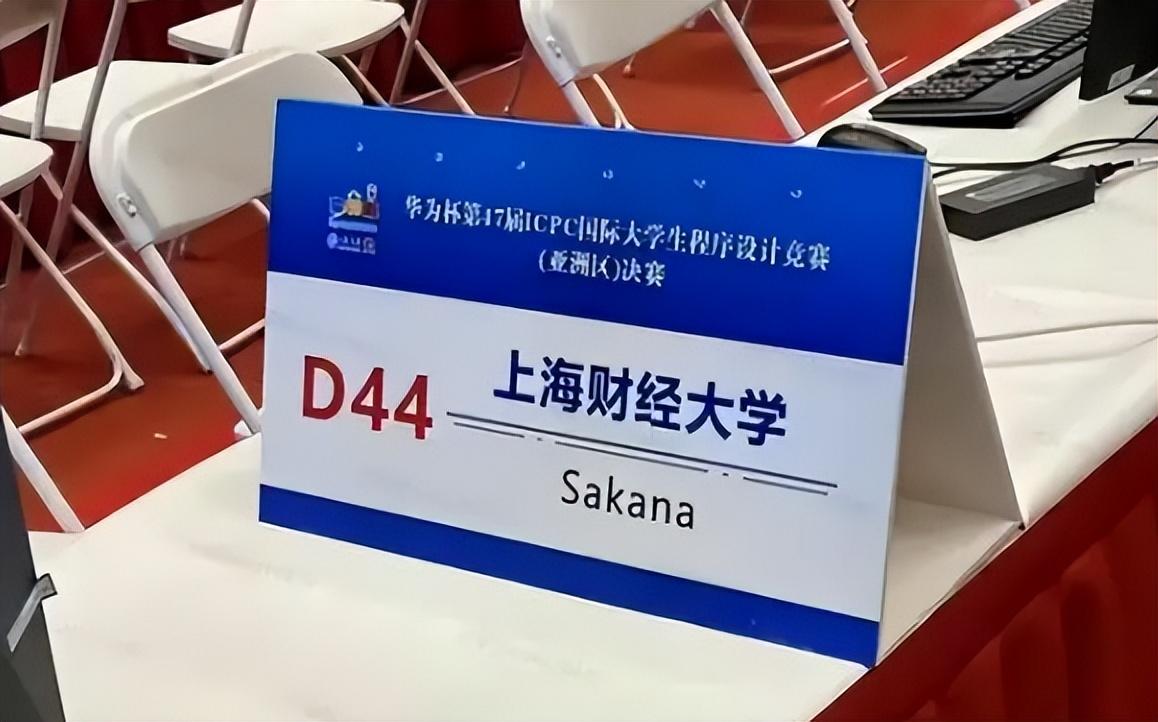 华为杯第47届ICPC国际大学生程序设计竞赛
(亚洲区)决赛
D44
上海财经大学
Sakana